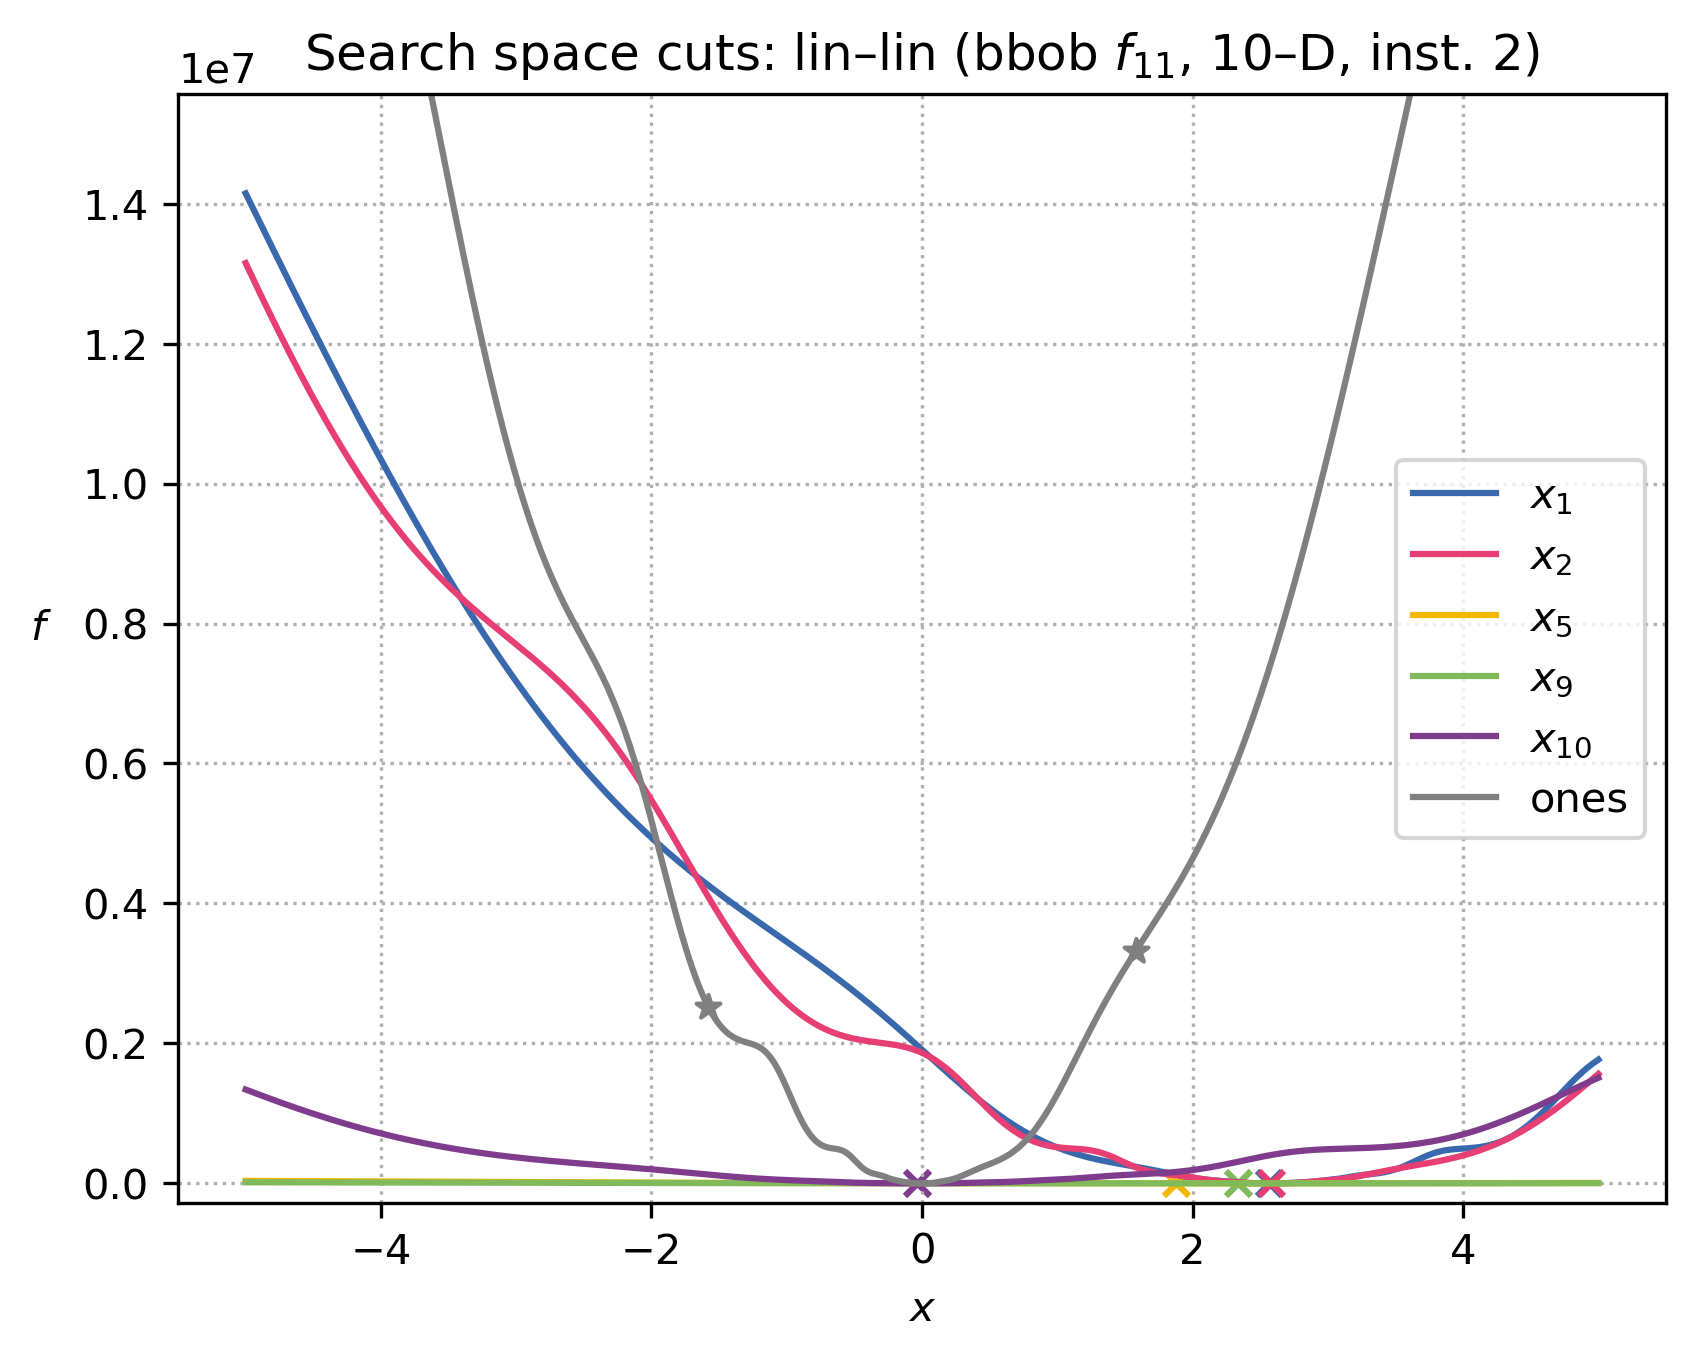 Search space cuts: lin–lin (bbob f₁₁, 10–D, inst. 2)
1e7
1.4
1.2
1.0
0.8
0.6
0.4
0.2
0.0
f
−4
−2
0
2
4
x
x₁
x₂
x₅
x₉
x₁₀
ones